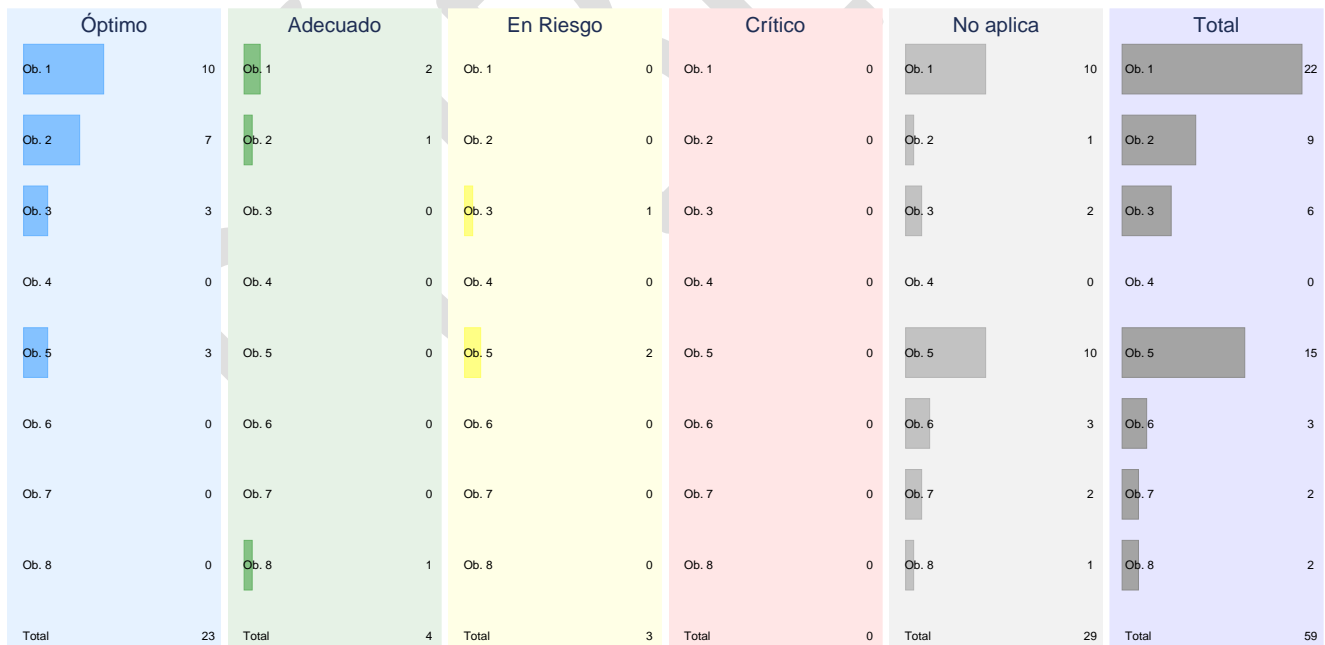 Óptimo Adecuado En Riesgo Crítico No aplica Total
Ob. 1 10 Ob. 1 2 Ob. 1 0 Ob. 1 0 Ob. 1 10 Ob. 1 22
Ob. 2 7 Ob. 2 1 Ob. 2 0 Ob. 2 0 Ob. 2 1 Ob. 2 9
Ob. 3 3 Ob. 3 0 Ob. 3 1 Ob. 3 0 Ob. 3 2 Ob. 3 6
Ob. 4 0 Ob. 4 0 Ob. 4 0 Ob. 4 0 Ob. 4 0 Ob. 4 0
Ob. 5 3 Ob. 5 0 Ob. 5 2 Ob. 5 0 Ob. 5 10 Ob. 5 15
Ob. 6 0 Ob. 6 0 Ob. 6 0 Ob. 6 0 Ob. 6 3 Ob. 6 3
Ob. 7 0 Ob. 7 0 Ob. 7 0 Ob. 7 0 Ob. 7 2 Ob. 7 2
Ob. 8 0 Ob. 8 1 Ob. 8 0 Ob. 8 0 Ob. 8 1 Ob. 8 2
Total 23 Total 4 Total 3 Total 0 Total 29 Total 59